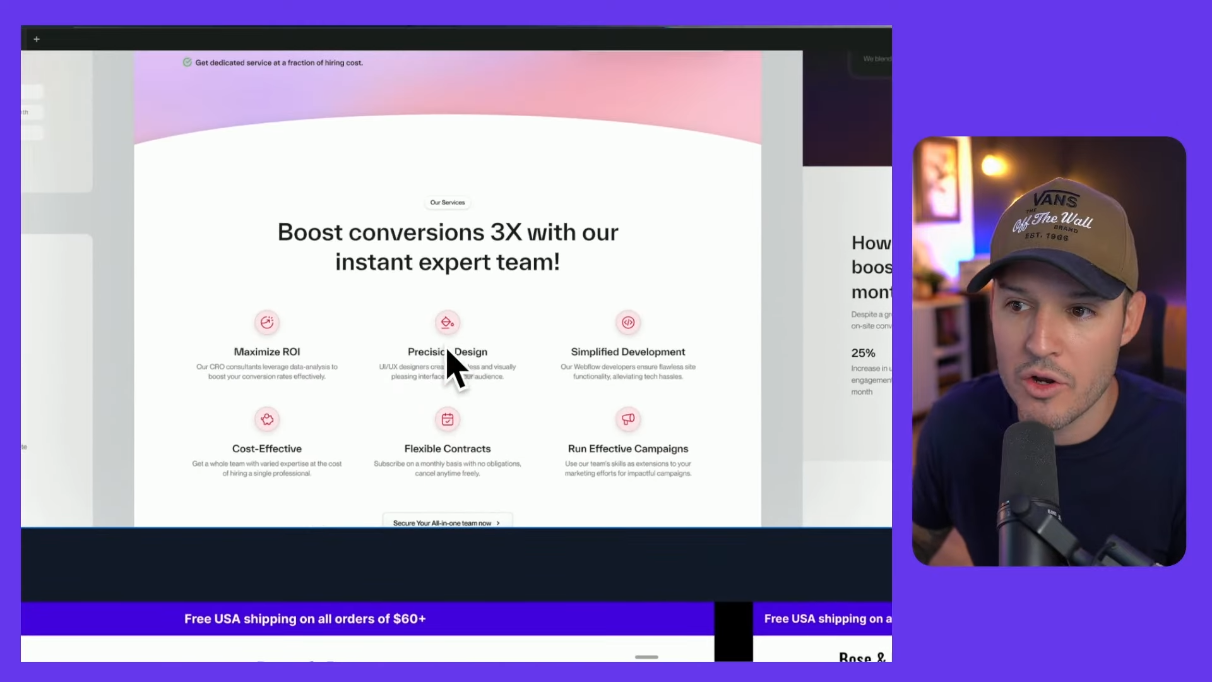 +
Get dedicated service at a fraction of hiring cost.
We blend
Our Services
Boost conversions 3X with our
instant expert team!
Maximize ROI
Our CRO consultants leverage data-analysis to
boost your conversion rates effectively.
Precision Design
UI/UX designers
and visually
pleasing
audience.
Simplified Development
Our Webflow developers ensure flawless site
functionality, alleviating tech hassles.
Cost-Effective
Get a whole team with varied expertise at the cost
of hiring a single professional.
Flexible Contracts
Subscribe on a monthly basis with no obligations,
cancel anytime freely.
Run Effective Campaigns
Use our team's skills as extensions to your
marketing efforts for impactful campaigns.
Secure Your All-in-one team now >
How
boos
mont
Despite a gr
on-site conv
25%
Increase in u
engagement
month
Free USA shipping on all orders of $60+
Free USA shipping on a
Rose &
VANS
THE
Off The Wall
BRAND
EST. 1966